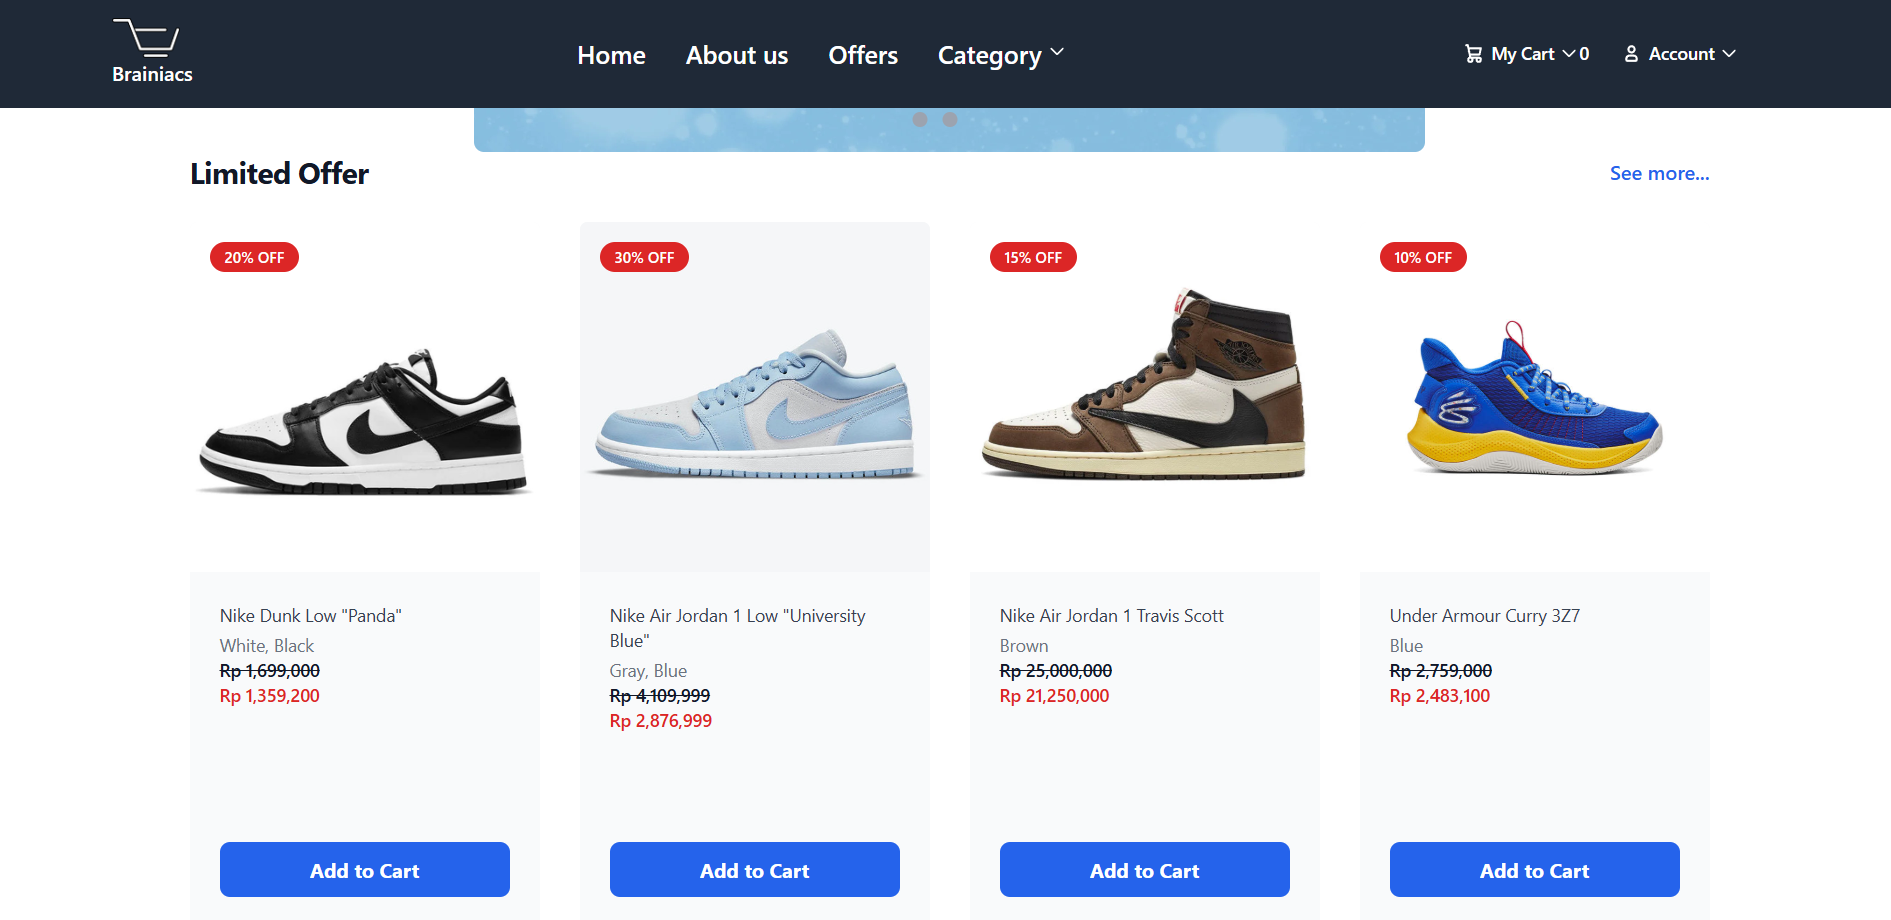 Brainiacs
Home
About us
Offers
Category
My Cart
0
Account
Limited Offer
See more...
20% OFF
30% OFF
15% OFF
10% OFF
Nike Dunk Low "Panda"
White, Black
Rp 1,699,000
Rp 1,359,200
Add to Cart
Nike Air Jordan 1 Low "University
Blue"
Gray, Blue
Rp 4,109,999
Rp 2,876,999
Add to Cart
Nike Air Jordan 1 Travis Scott
Brown
Rp 25,000,000
Rp 21,250,000
Add to Cart
Under Armour Curry 3Z7
Blue
Rp 2,759,000
Rp 2,483,100
Add to Cart